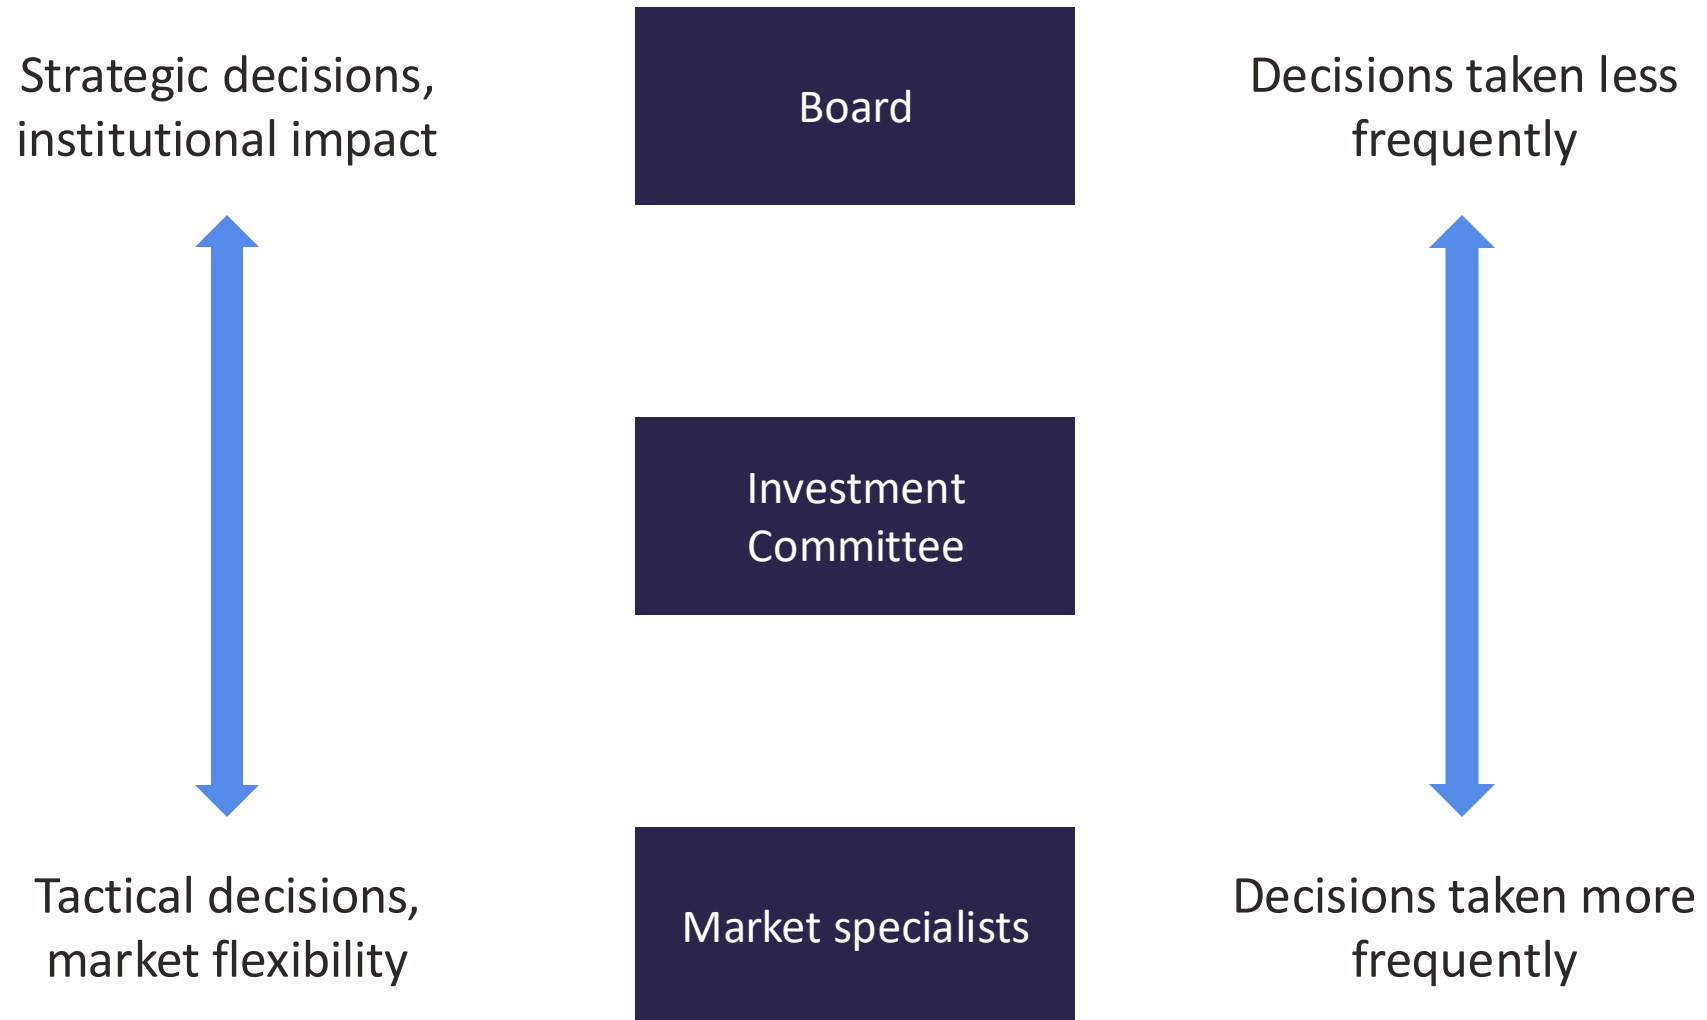 Strategic decisions,
institutional impact
Board
Decisions taken less
frequently
Investment
Committee
Tactical decisions,
market flexibility
Market specialists
Decisions taken more
frequently